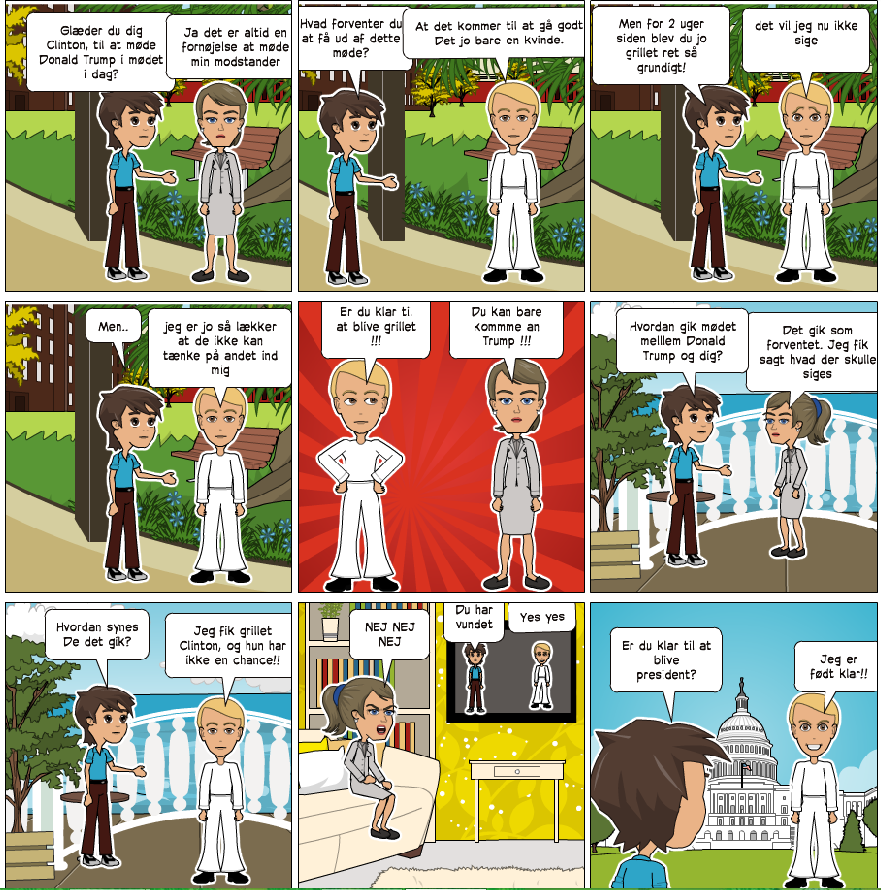 Glæder du dig
Clinton, til at møde
Donald Trump i mødet
i dag?
Ja det er altid en
fornøjelse at møde
min modstander
Hvad forventer du
at få ud af dette
møde?
At det kommer til at gå godt
Det jo bare en kvinde.
Men for 2 uger
siden blev du jo
grillet ret så
grundigt!
det vil jeg nu ikke
sige
Men..
jeg er jo så lækker
at de ikke kan
tænke på andet ind
mig
Er du klar til
at blive grillet
!!!
Du kan bare
kommme an
Trump !!!
Hvordan gik mødet
melllem Donald
Trump og dig?
Det gik som
forventet. Jeg fik
sagt hvad der skulle
siges
Hvordan synes
De det gik?
Jeg fik grillet
Clinton, og hun har
ikke en chance!!
NEJ NEJ
NEJ
Du har
vundet
Yes yes
Er du klar til at
blive
president?
Jeg er
født klar!!